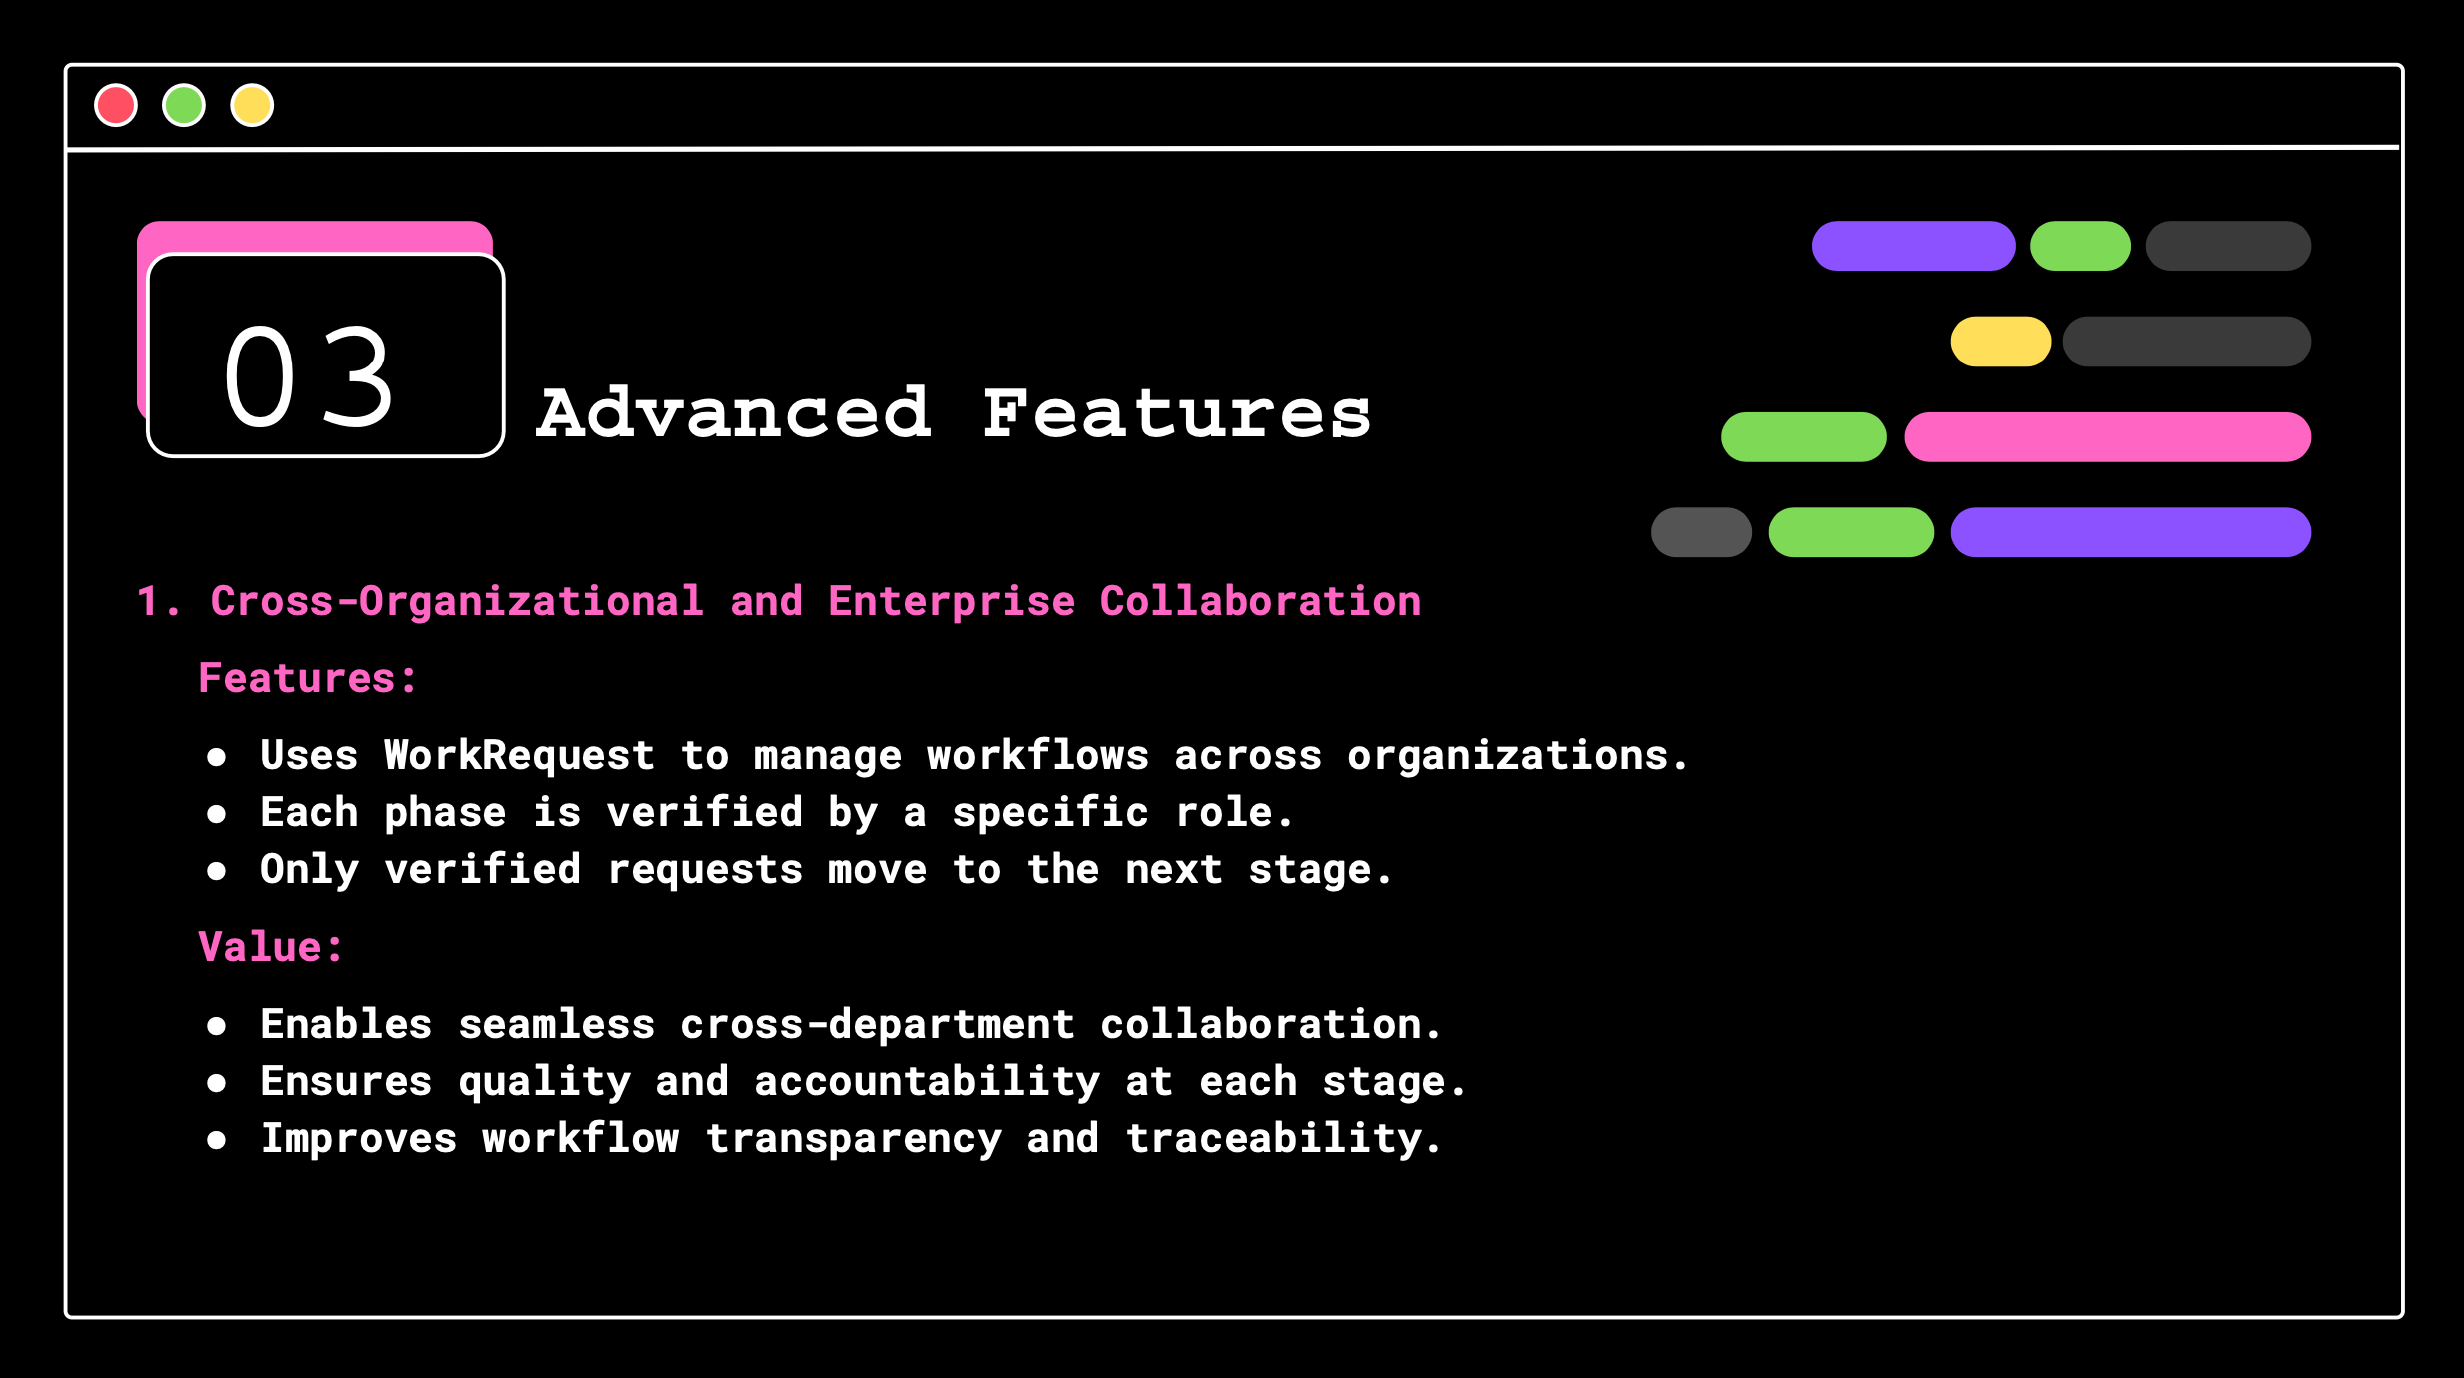 03
Advanced Features
1. Cross-Organizational and Enterprise Collaboration
Features:
● Uses WorkRequest to manage workflows across organizations.
● Each phase is verified by a specific role.
● Only verified requests move to the next stage.
Value:
● Enables seamless cross-department collaboration.
● Ensures quality and accountability at each stage.
● Improves workflow transparency and traceability.